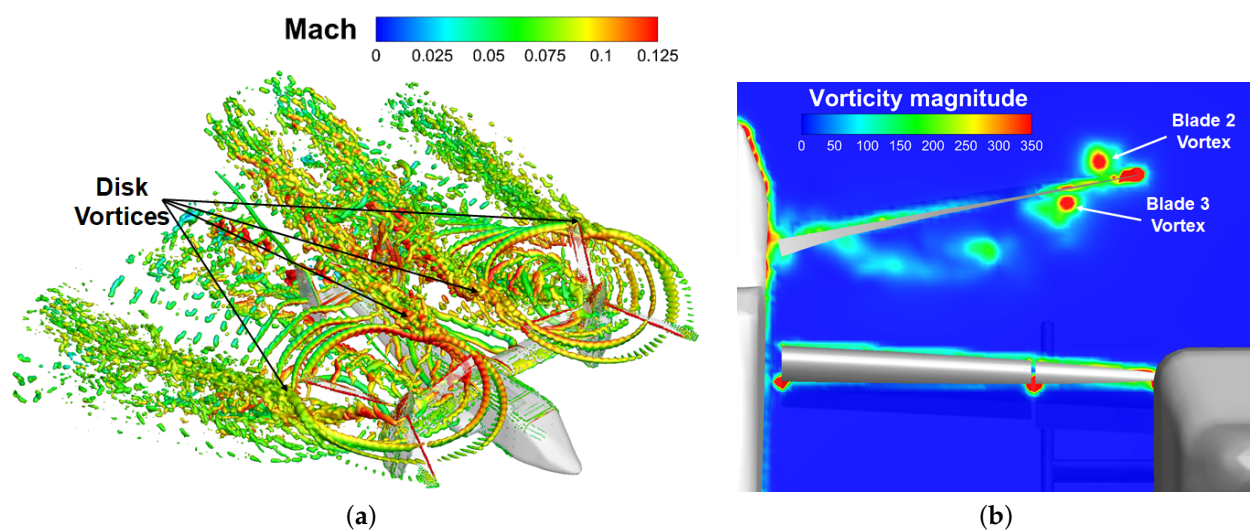 Mach
0 0.025 0.05 0.075 0.1 0.125
Disk
Vortices
(a)
Vorticity magnitude
0 50 100 150 200 250 300 350
Blade 2
Vortex
Blade 3
Vortex
(b)